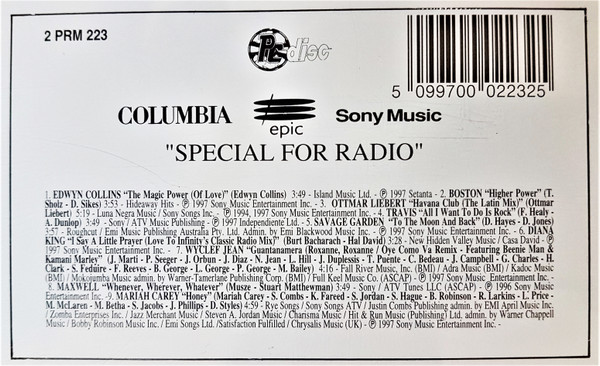 2 PRM 223
PC disc
5 099700 022325
COLUMBIA epic Sony Music
"SPECIAL FOR RADIO"
1. EDWYN COLLINS "The Magic Power (Of Love)" (Edwyn Collins) 3:49 - Island Music Ltd. - ℗ 1997 Setanta - 2. BOSTON "Higher Power" (T.
Sholz - D. Sikes) 3:53 - Hideaway Hits - ℗ 1997 Sony Music Entertainment Inc. - 3. OTTMAR LIEBERT "Havana Club (The Latin Mix)" (Ottmar
Liebert) 5:19 - Luna Negra Music / Sony Songs Inc. - ℗ 1994, 1997 Sony Music Entertainment Inc. - 4. TRAVIS "All I Want To Do Is Rock" (F. Healy -
A. Dunlop) 3:49 - Sony / ATV Music Publishing - ℗ 1997 Independiente Ltd. - 5. SAVAGE GARDEN "To The Moon And Back" (D. Hayes - D. Jones)
3:57 - Roughcut / Emi Music Publishing Australia Pty. Ltd. Admin. by Emi Blackwood Music Inc. - ℗ 1997 Sony Music Entertainment Inc. - 6. DIANA
KING "I Say A Little Prayer (Love To Infinity's Classic Radio Mix)" (Burt Bacharach - Hal David) 3:28 - New Hidden Valley Music / Casa David - ℗
1997 Sony Music Entertainment Inc. - 7. WYCLEF JEAN "Guantanamera (Roxanne, Roxanne / Oye Como Va Remix - Featuring Beenie Man &
Kamani Marley" (J. Marti - P. Seeger - J. Orbun - J. Diaz - N. Jean - L. Hill - J. Duplessis - T. Puente - C. Bedeau - J. Campbell - G. Charles - H.
Clark - S. Fedüire - F. Reeves - B. George - L. George - P. George - M. Bailey) 4:16 - Fall River Music, Inc. (BMI) / Adra Music (BMI) / Kadoc Music
(BMI) / Mokojumba Music admin. by Warner-Tamerlane Publishing Corp. (BMI) / Full Keel Music Co. (ASCAP) - ℗ 1997 Sony Music Entertainment Inc. -
8. MAXWELL "Whenever, Wherever, Whatever" (Musze - Stuart Matthewman) 3:49 - Sony / ATV Tunes LLC (ASCAP) - ℗ 1996 Sony Music
Entertainment Inc. -9. MARIAH CAREY "Honey" (Mariah Carey - S. Combs - K. Fareed - S. Jordan - S. Hague - B. Robinson - R. Larkins - L. Price -
M. McLaren - M. Betha - S. Jacobs - J. Phillips - D. Styles) 4:59 - Rye Songs / Sony Songs ATV / Justin Combs Publishing admin. by EMI April Music Inc.
/ Zomba Enterprises Inc. / Jazz Merchant Music / Steven A. Jordan Music / Charisma Music / Hit & Run Music (Publishing) Ltd. admin. by Warner Chappell
Music / Bobby Robinson Music Inc. / Emi Songs Ltd. /Satisfaction Fulfilled / Chrysalis Music (UK) - ℗ 1997 Sony Music Entertainment Inc. -